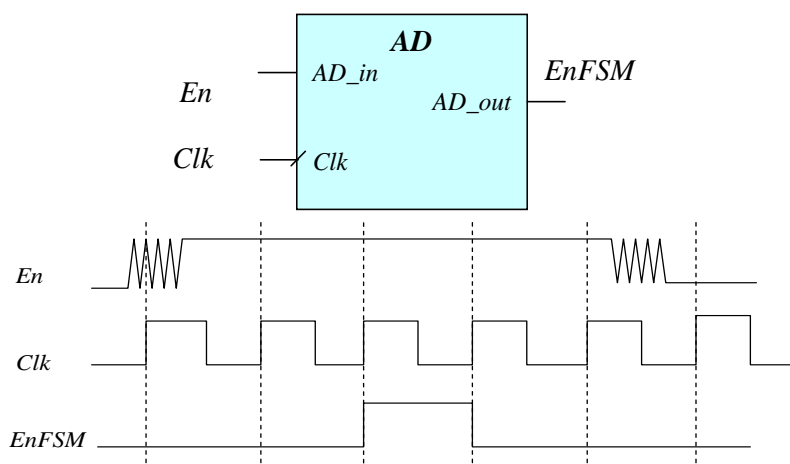 AD
AD_in
EnFSM
En
AD_out
Clk
Clk
En
Clk
EnFSM